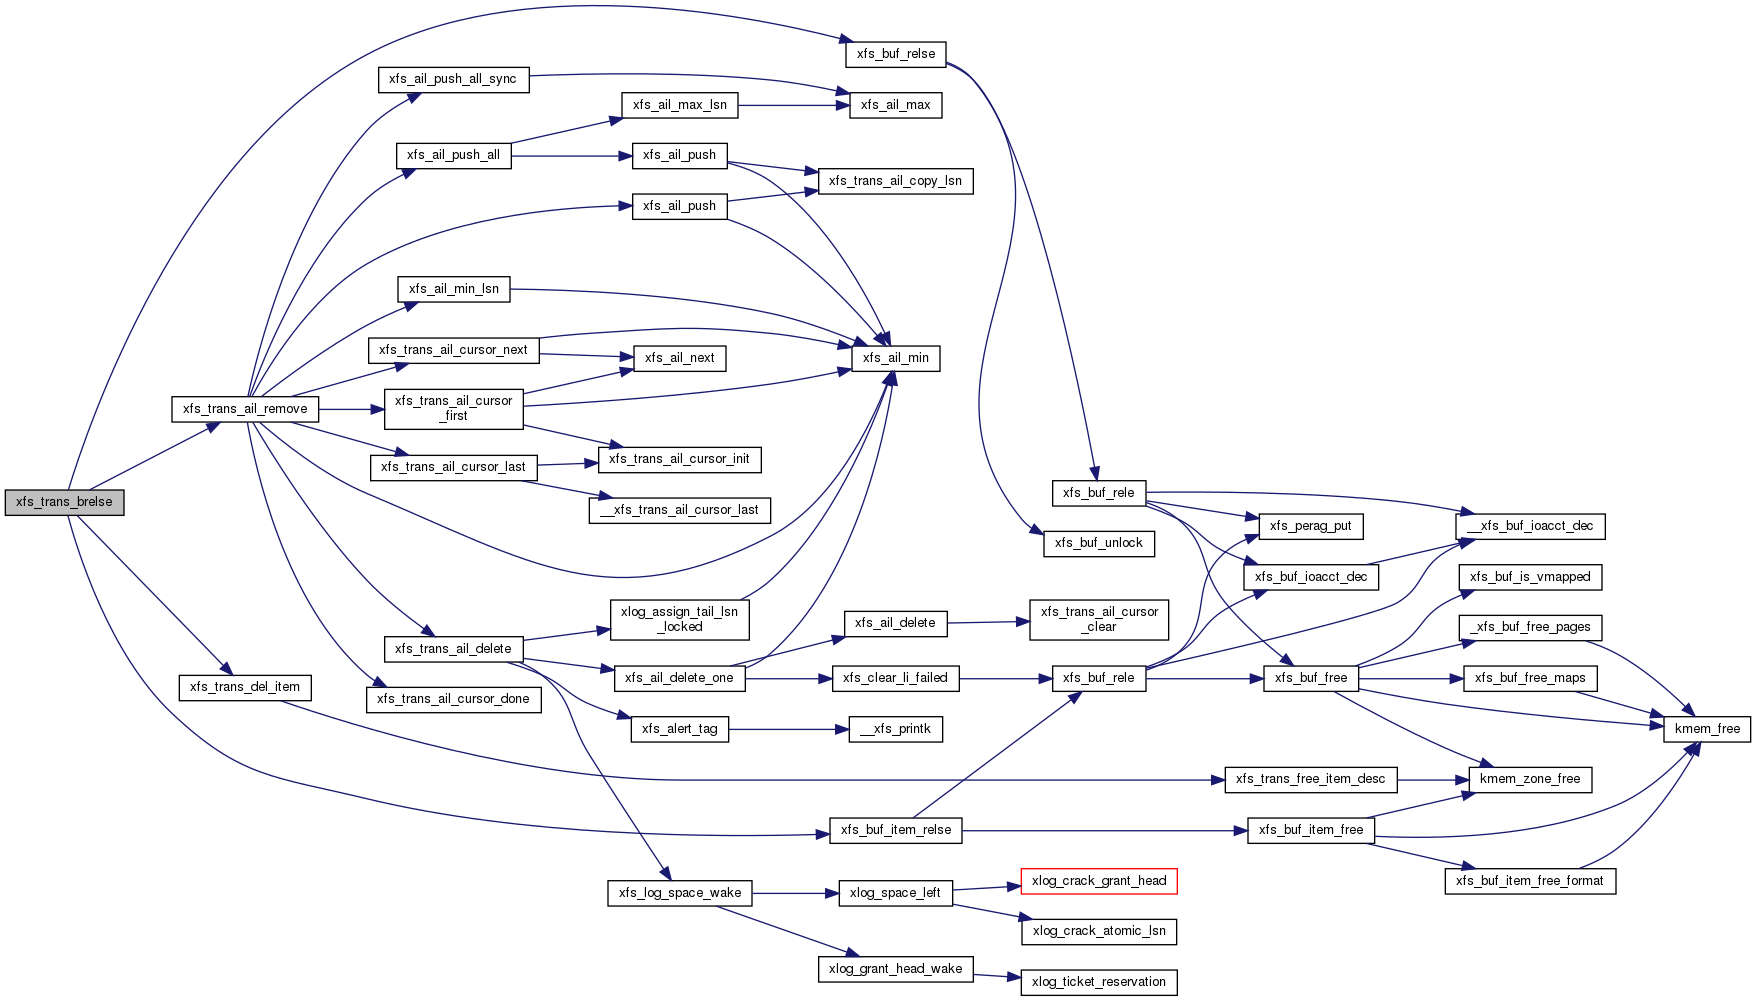 xfs_buf_relse
xfs_ail_push_all_sync
xfs_ail_max_lsn
xfs_ail_max
xfs_ail_push_all
xfs_ail_push
xfs_trans_ail_copy_lsn
xfs_ail_push
xfs_ail_min_lsn
xfs_trans_ail_cursor_next
xfs_ail_next
xfs_ail_min
xfs_trans_ail_remove
xfs_trans_ail_cursor
_first
xfs_trans_ail_cursor_last
xfs_trans_ail_cursor_init
xfs_trans_brelse
__xfs_trans_ail_cursor_last
xfs_buf_rele
xfs_perag_put
__xfs_buf_ioacct_dec
xfs_buf_unlock
xfs_buf_ioacct_dec
xfs_buf_is_vmapped
xlog_assign_tail_lsn
_locked
xfs_ail_delete
xfs_trans_ail_cursor
_clear
_xfs_buf_free_pages
xfs_trans_ail_delete
xfs_trans_del_item
xfs_trans_ail_cursor_done
xfs_ail_delete_one
xfs_clear_li_failed
xfs_buf_rele
xfs_buf_free
xfs_buf_free_maps
xfs_alert_tag
__xfs_printk
kmem_free
xfs_trans_free_item_desc
kmem_zone_free
xfs_buf_item_relse
xfs_buf_item_free
xfs_buf_item_free_format
xfs_log_space_wake
xlog_space_left
xlog_crack_grant_head
xlog_crack_atomic_lsn
xlog_grant_head_wake
xlog_ticket_reservation